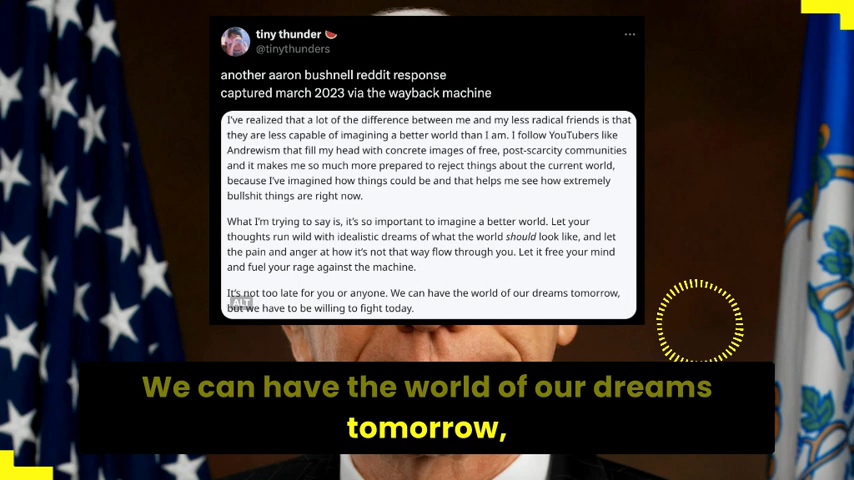 tiny thunder 🍉
@tinythunders
another aaron bushnell reddit response
captured march 2023 via the wayback machine
I've realized that a lot of the difference between me and my less radical friends is that
they are less capable of imagining a better world than I am. I follow YouTubers like
Andrewism that fill my head with concrete images of free, post-scarcity communities
and it makes me so much more prepared to reject things about the current world,
because I've imagined how things could be and that helps me see how extremely
bullshit things are right now.
What I'm trying to say is, it's so important to imagine a better world. Let your
thoughts run wild with idealistic dreams of what the world should look like, and let
the pain and anger at how it's not that way flow through you. Let it free your mind
and fuel your rage against the machine.
It's not too late for you or anyone. We can have the world of our dreams tomorrow,
but we have to be willing to fight today.
ALT
We can have the world of our dreams
tomorrow,